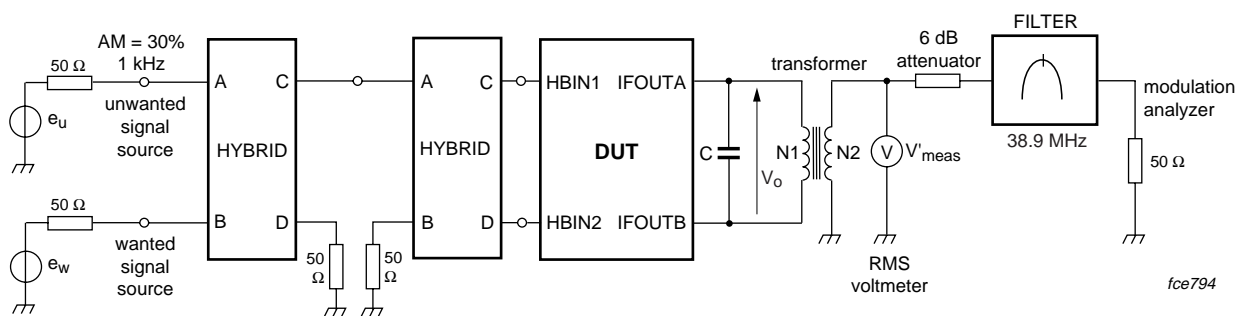 50 Ω
e_u
AM = 30%
1 kHz
unwanted
signal
source
50 Ω
e_w
wanted
signal
source
A
C
HYBRID
B
D
50
Ω
50
Ω
A
C
HYBRID
B
D
HBIN1
IFOUTA
DUT
HBIN2
IFOUTB
C
V_o
transformer
N1
N2
V
V'_meas
RMS
voltmeter
6 dB
attenuator
FILTER
38.9 MHz
modulation
analyzer
50 Ω
fce794